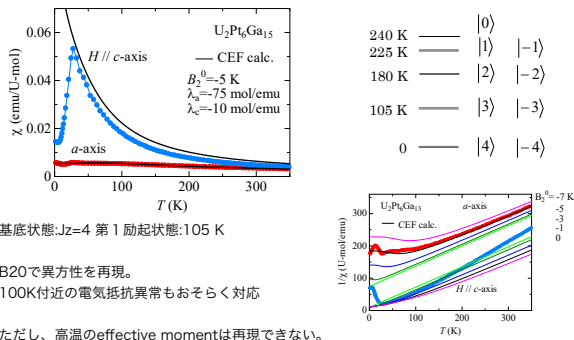 U₂Pt₆Ga₁₅
H // c-axis
CEF calc.
B₂⁰=-5 K
λₐ=-75 mol/emu
λ꜀=-10 mol/emu
a-axis
χ (emu/U-mol)
0.06
0.04
0.02
0
0 100 200 300
T (K)
240 K |0⟩
225 K |1⟩ |-1⟩
180 K |2⟩ |-2⟩
105 K |3⟩ |-3⟩
0 |4⟩ |-4⟩
基底状態:Jz=4 第1励起状態:105 K
B20で異方性を再現。
100K付近の電気抵抗異常もおそらく対応
ただし、高温のeffective momentは再現できない。
U₂Pt₆Ga₁₅ a-axis
CEF calc.
H // c-axis
B₂⁰= -7 K
-5
-3
-1
0
1/χ (U-mol/emu)
300
200
100
0
0 100 200 300
T (K)